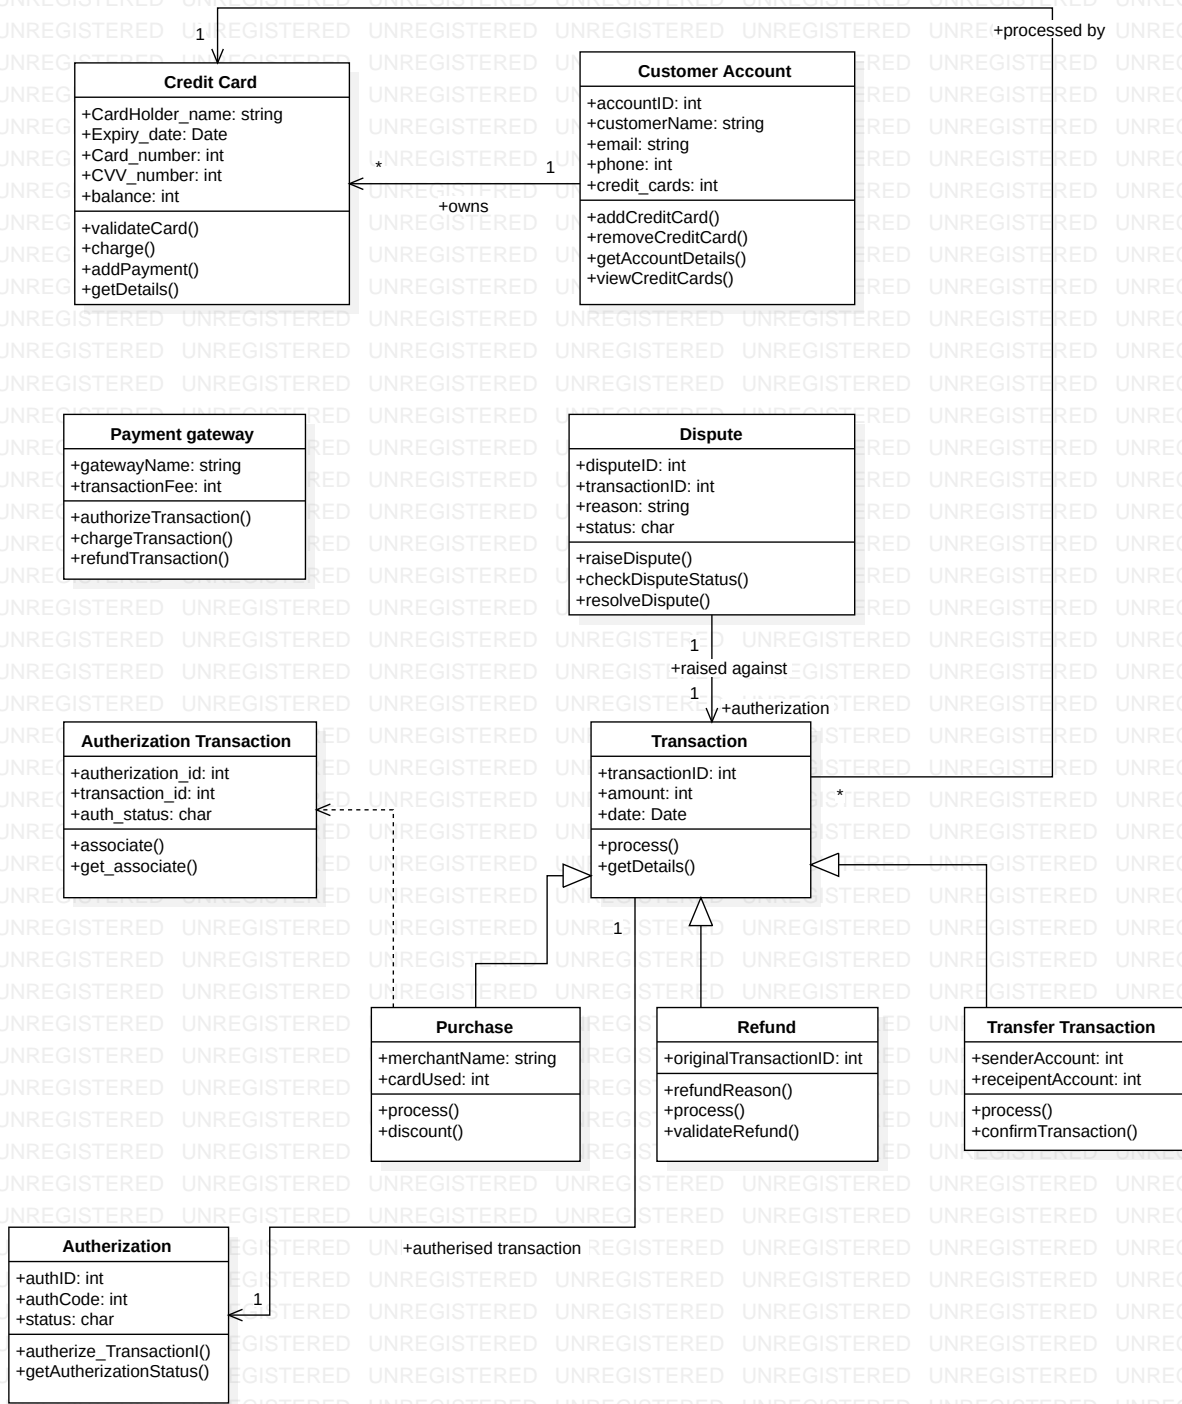 +processed by
1
Credit Card
+CardHolder_name: string
+Expiry_date: Date
+Card_number: int
+CVV_number: int
+balance: int
+validateCard()
+charge()
+addPayment()
+getDetails()
*
1
+owns
Customer Account
+accountID: int
+customerName: string
+email: string
+phone: int
+credit_cards: int
+addCreditCard()
+removeCreditCard()
+getAccountDetails()
+viewCreditCards()
Payment gateway
+gatewayName: string
+transactionFee: int
+authorizeTransaction()
+chargeTransaction()
+refundTransaction()
Dispute
+disputeID: int
+transactionID: int
+reason: string
+status: char
+raiseDispute()
+checkDisputeStatus()
+resolveDispute()
1
+raised against
1
+autherization
Autherization Transaction
+autherization_id: int
+transaction_id: int
+auth_status: char
+associate()
+get_associate()
Transaction
+transactionID: int
+amount: int
+date: Date
+process()
+getDetails()
*
1
Purchase
+merchantName: string
+cardUsed: int
+process()
+discount()
Refund
+originalTransactionID: int
+refundReason()
+process()
+validateRefund()
Transfer Transaction
+senderAccount: int
+receipentAccount: int
+process()
+confirmTransaction()
+autherised transaction
1
Autherization
+authID: int
+authCode: int
+status: char
+autherize_TransactionI()
+getAutherizationStatus()
UNREGISTERED